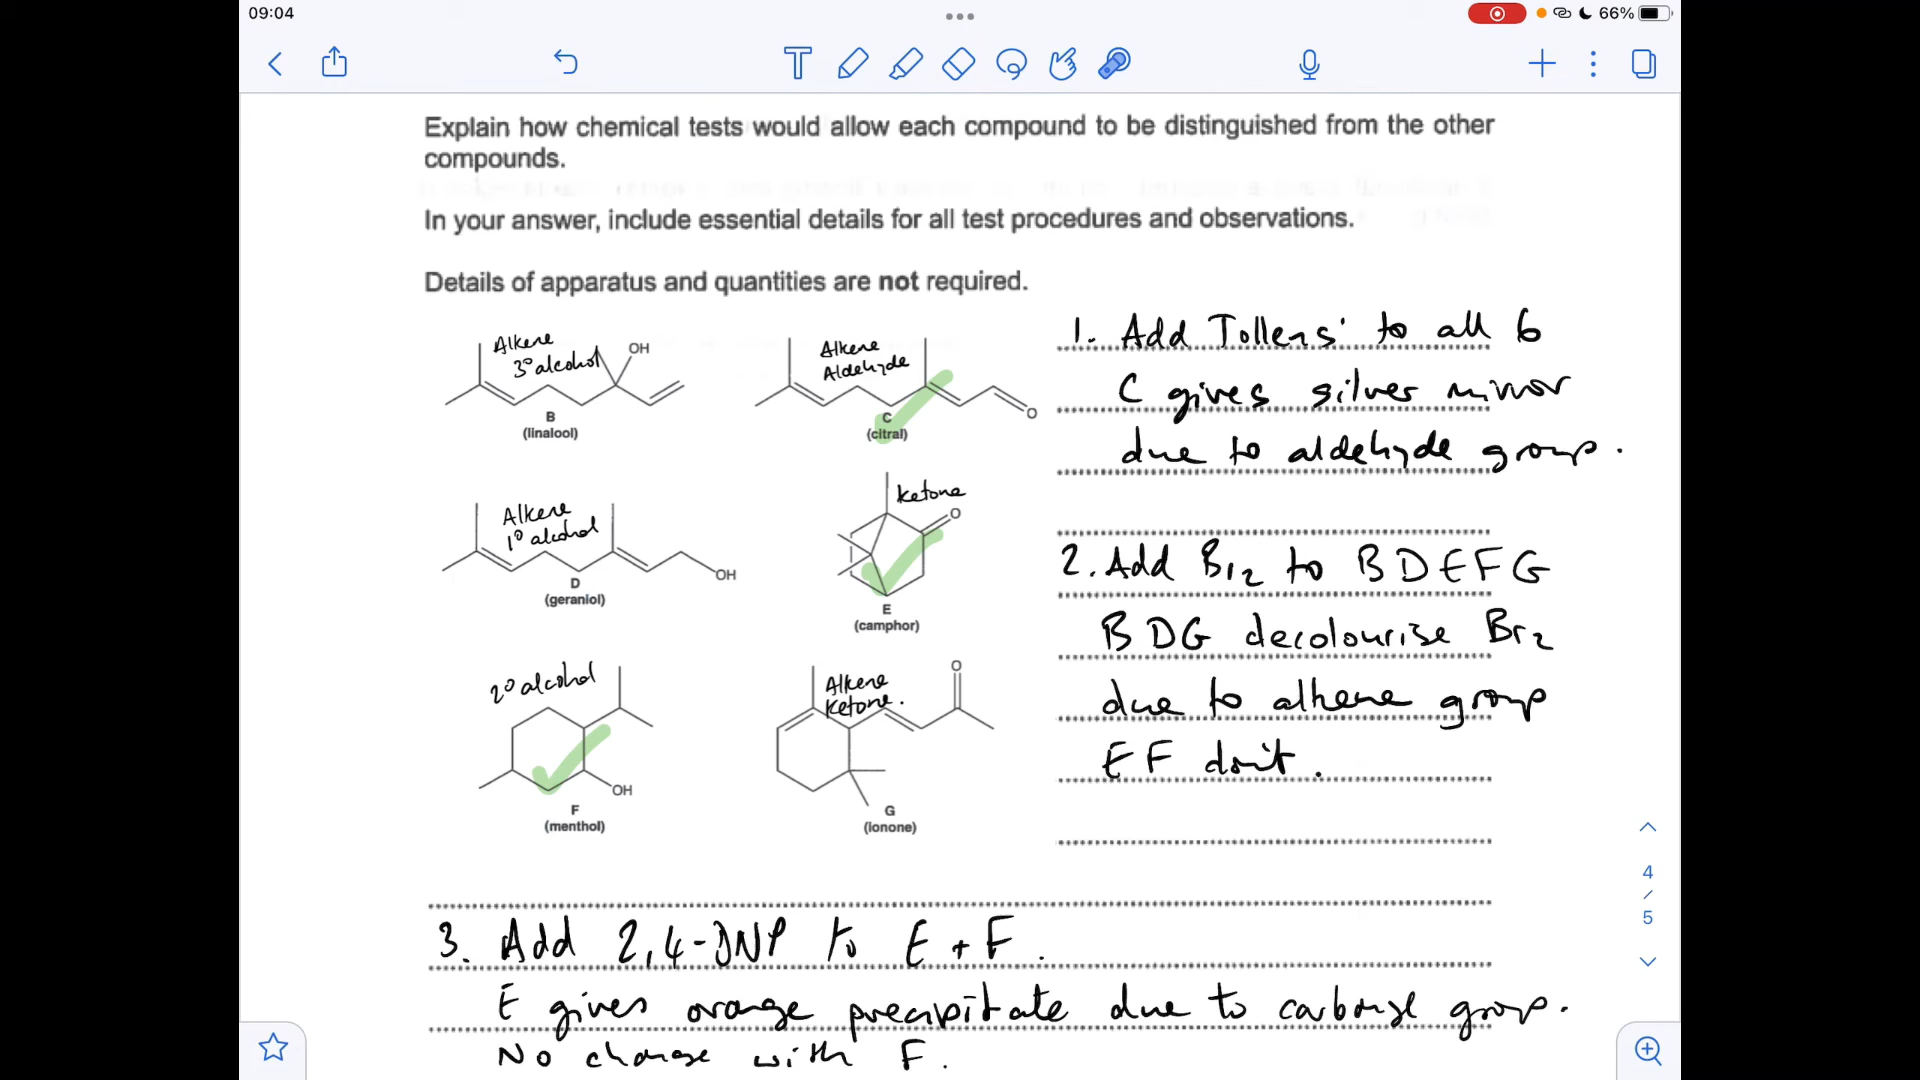 09:04
66%
Explain how chemical tests would allow each compound to be distinguished from the other
compounds.
In your answer, include essential details for all test procedures and observations.
Details of apparatus and quantities are not required.
Alkene
3° alcohol
OH
B
(linalool)
Alkene
Aldehyde
O
C
(citral)
1. Add Tollens' to all 6
C gives silver mirror
due to aldehyde group.
Alkene
1° alcohol
OH
D
(geraniol)
ketone
O
E
(camphor)
2. Add Br2 to B D E F G
B D G decolourise Br2
due to alkene group
E F don't.
2° alcohol
OH
F
(menthol)
Alkene
ketone.
O
G
(ionone)
4
/
5
3. Add 2,4-DNP to E + F.
E gives orange precipitate due to carbonyl group.
No change with F.